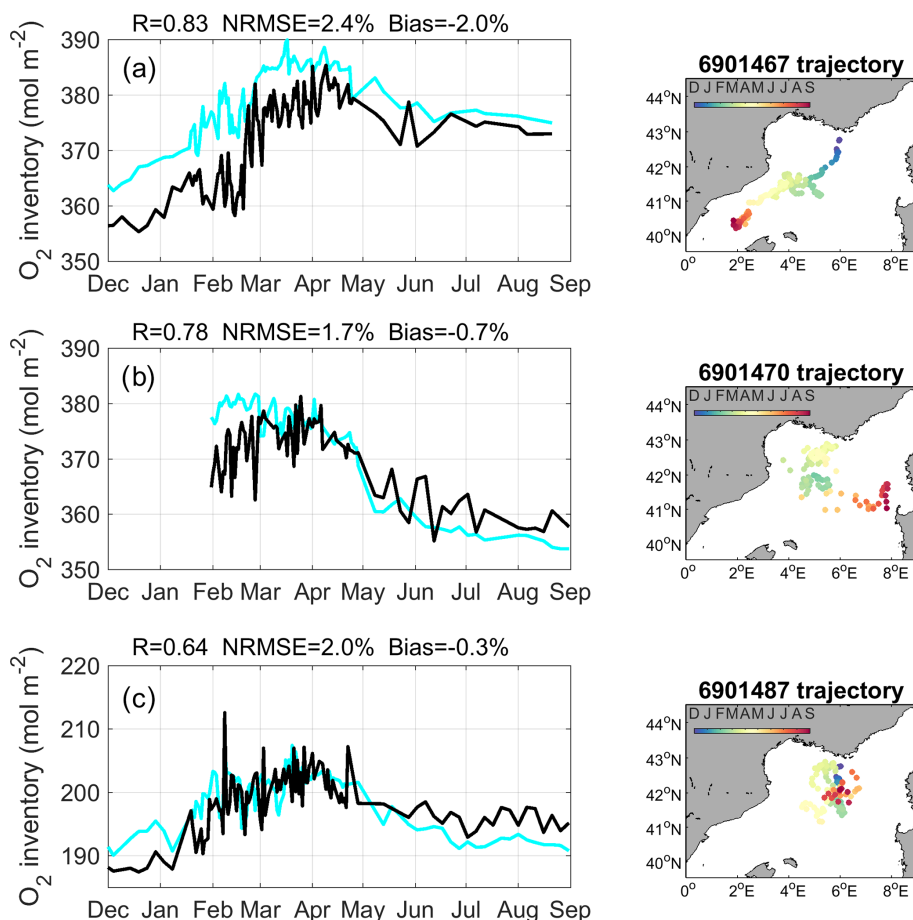 R=0.83 NRMSE=2.4% Bias=-2.0%
(a)
O2 inventory (mol m-2)
390
380
370
360
350
Dec Jan Feb Mar Apr May Jun Jul Aug Sep
6901467 trajectory
D J F M A M J J A S
44°N
43°N
42°N
41°N
40°N
0° 2°E 4°E 6°E 8°E
R=0.78 NRMSE=1.7% Bias=-0.7%
(b)
O2 inventory (mol m-2)
390
380
370
360
350
Dec Jan Feb Mar Apr May Jun Jul Aug Sep
6901470 trajectory
D J F M A M J J A S
44°N
43°N
42°N
41°N
40°N
0° 2°E 4°E 6°E 8°E
R=0.64 NRMSE=2.0% Bias=-0.3%
(c)
O2 inventory (mol m-2)
220
210
200
190
Dec Jan Feb Mar Apr May Jun Jul Aug Sep
6901487 trajectory
D J F M A M J J A S
44°N
43°N
42°N
41°N
40°N
0° 2°E 4°E 6°E 8°E